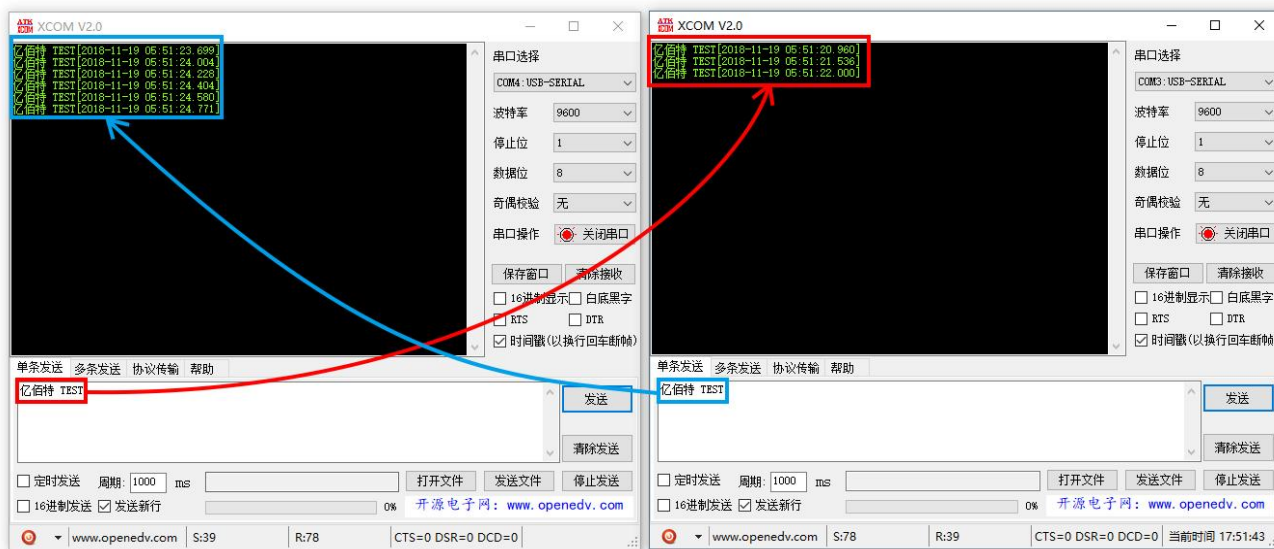 XCOM V2.0
亿佰特 TEST[2018-11-19 05:51:23.699]
亿佰特 TEST[2018-11-19 05:51:24.004]
亿佰特 TEST[2018-11-19 05:51:24.228]
亿佰特 TEST[2018-11-19 05:51:24.404]
亿佰特 TEST[2018-11-19 05:51:24.580]
亿佰特 TEST[2018-11-19 05:51:24.771]
串口选择
COM4:USB-SERIAL
波特率 9600
停止位 1
数据位 8
奇偶校验 无
串口操作 关闭串口
保存窗口 清除接收
16进制显示 白底黑字
RTS DTR
时间戳(以换行回车断帧)
单条发送 多条发送 协议传输 帮助
亿佰特 TEST
发送
清除发送
定时发送 周期: 1000 ms 打开文件 发送文件 停止发送
16进制发送 发送新行 0% 开源电子网：www.openedv.com
www.openedv.com S:39 R:78 CTS=0 DSR=0 DCD=0
ATK XCOM
XCOM V2.0
亿佰特 TEST[2018-11-19 05:51:20.960]
亿佰特 TEST[2018-11-19 05:51:21.536]
亿佰特 TEST[2018-11-19 05:51:22.000]
串口选择
COM3:USB-SERIAL
波特率 9600
停止位 1
数据位 8
奇偶校验 无
串口操作 关闭串口
保存窗口 清除接收
16进制显示 白底黑字
RTS DTR
时间戳(以换行回车断帧
单条发送 多条发送 协议传输 帮助
亿佰特 TEST
发送
清除发送
定时发送 周期: 1000 ms 打开文件 发送文件 停止发送
16进制发送 发送新行 0% 开源电子网：www.openedv.com
www.openedv.com S:78 R:39 CTS=0 DSR=0 DCD=0 当前时间 17:51:43